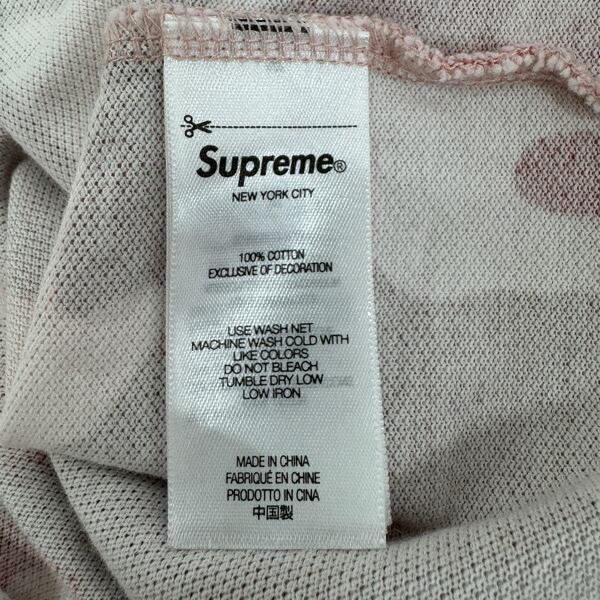 Supreme®
NEW YORK CITY
100% COTTON
EXCLUSIVE OF DECORATION
USE WASH NET
MACHINE WASH COLD WITH
LIKE COLORS
DO NOT BLEACH
TUMBLE DRY LOW
LOW IRON
MADE IN CHINA
FABRIQUÉ EN CHINE
PRODOTTO IN CINA
中国製